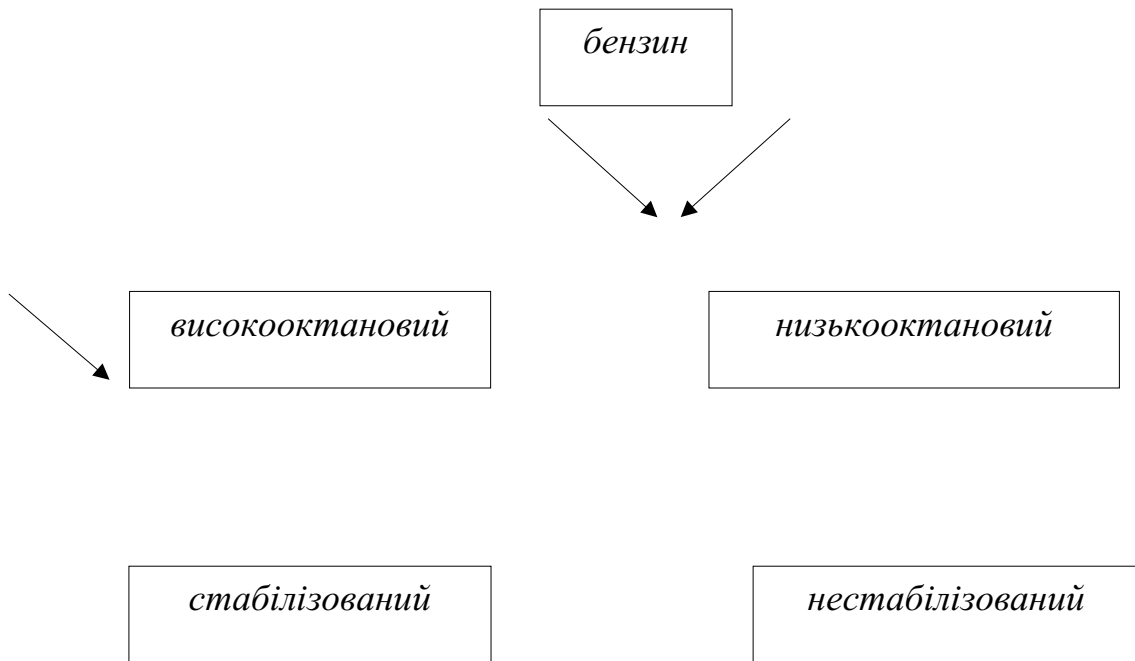 бензин
високооктановий
низькооктановий
стабілізований
нестабілізований